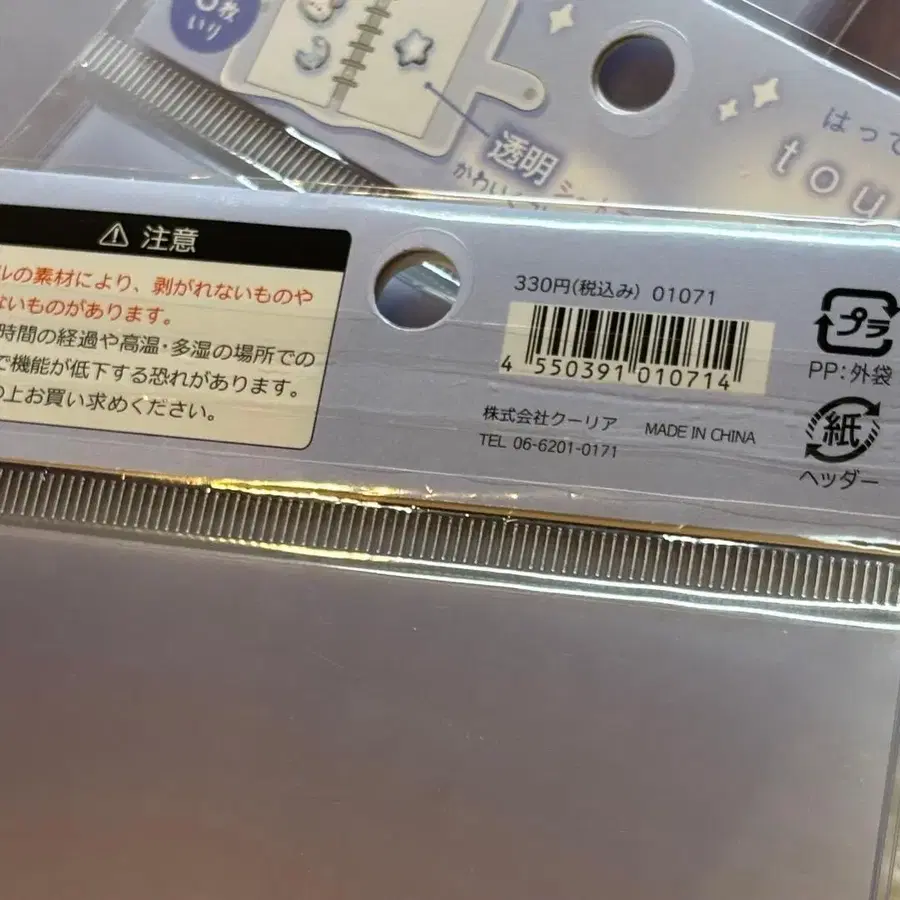 枚
いり
透明
はって
tou
注意
ルの素材により、剥がれないものや
ないものがあります。
時間の経過や高温・多湿の場所での
で機能が低下する恐れがあります。
の上お買い求めください。
330円(税込み) 01071
4 550391 010714
株式会社クーリア MADE IN CHINA
TEL 06-6201-0171
プラ
PP:外袋
紙
ヘッダー